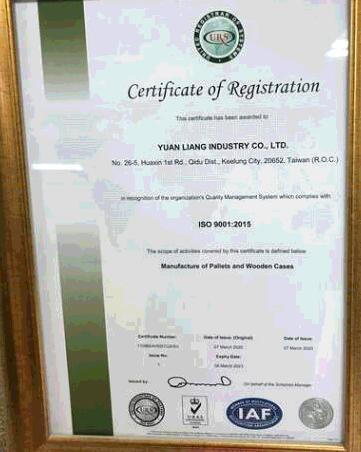 URS
Certificate of Registration
This certificate has been awarded to
YUAN LIANG INDUSTRY CO., LTD.
No. 26-5, Huaxin 1st Rd., Qidu Dist., Keelung City, 20652, Taiwan (R.O.C.)
in recognition of the organization's Quality Management System which complies with
ISO 9001:2015
The scope of activities covered by this certificate is defined below
Manufacture of Pallets and Wooden Cases
Certificate Number: Date of Issue: (Original) Date of Issue:
07 March 2020 07 March 2020
Issue No: Expiry Date:
1 06 March 2023
Issued by: On behalf of the Schemes Manager
URS UKAS IAF